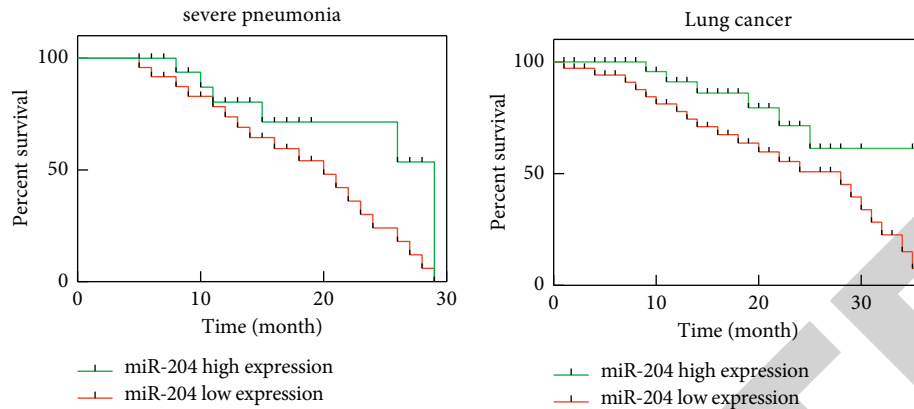 severe pneumonia
100
50
0
Percent survival
0 10 20 30
Time (month)
miR-204 high expression
miR-204 low expression
Lung cancer
100
50
0
Percent survival
0 10 20 30
Time (month)
miR-204 high expression
miR-204 low expression